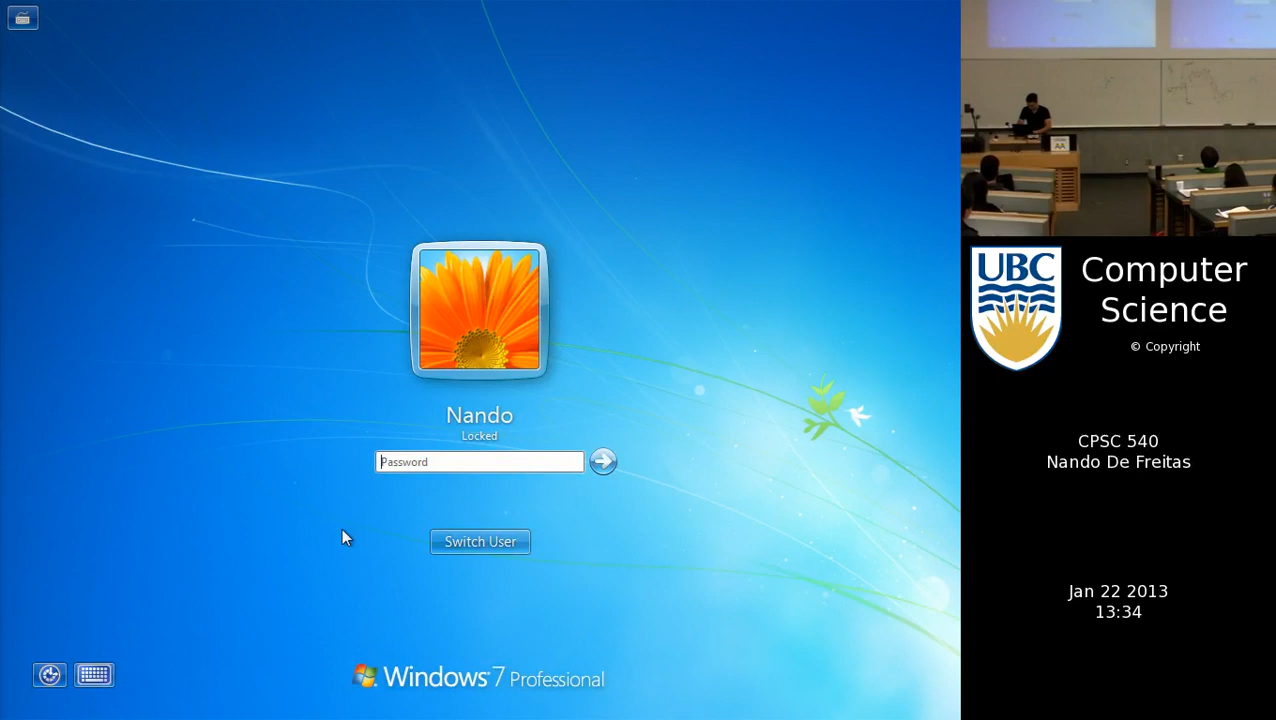 Nando
Locked
Password
Switch User
Windows 7 Professional
AA
UBC
Computer
Science
© Copyright
CPSC 540
Nando De Freitas
Jan 22 2013
13:34